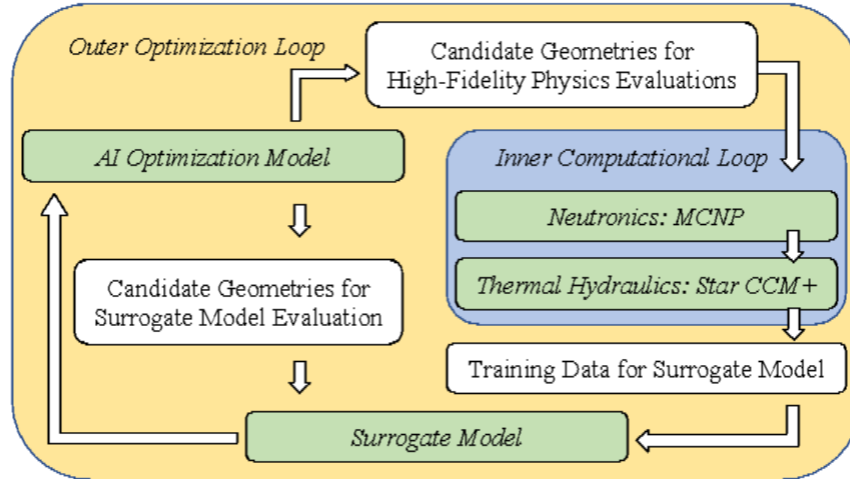 Outer Optimization Loop
Candidate Geometries for
High-Fidelity Physics Evaluations
AI Optimization Model
Inner Computational Loop
Neutronics: MCNP
Thermal Hydraulics: Star CCM+
Candidate Geometries for
Surrogate Model Evaluation
Training Data for Surrogate Model
Surrogate Model